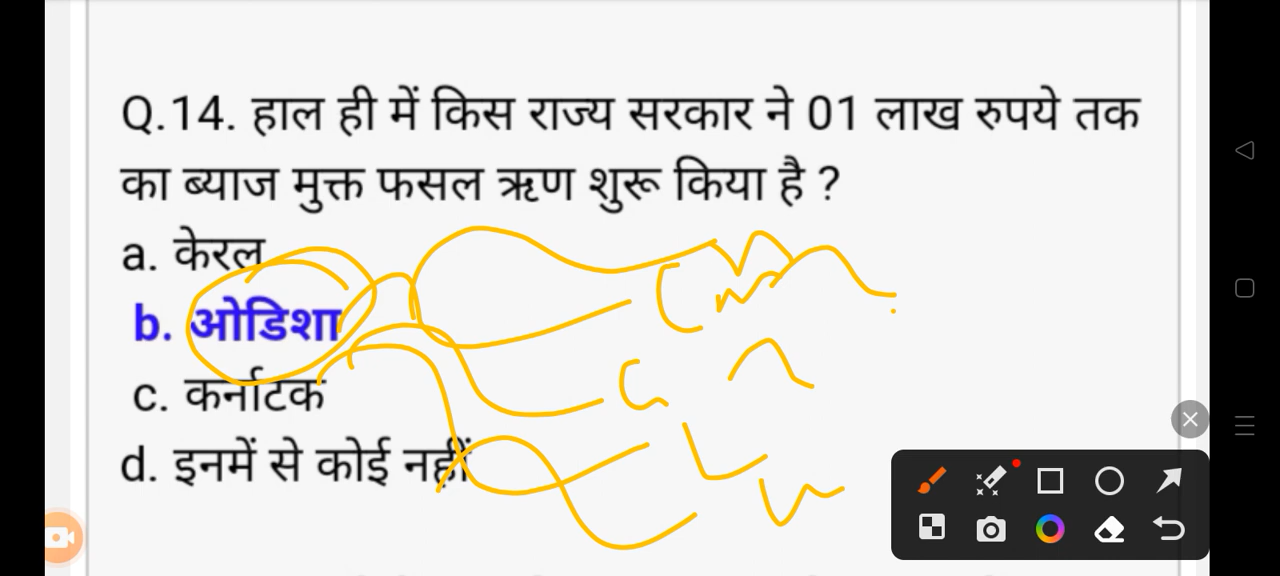 Q.14. हाल ही में किस राज्य सरकार ने 01 लाख रुपये तक
का ब्याज मुक्त फसल ऋण शुरू किया है ?
a. केरल
b. ओडिशा
c. कर्नाटक
d. इनमें से कोई नहीं